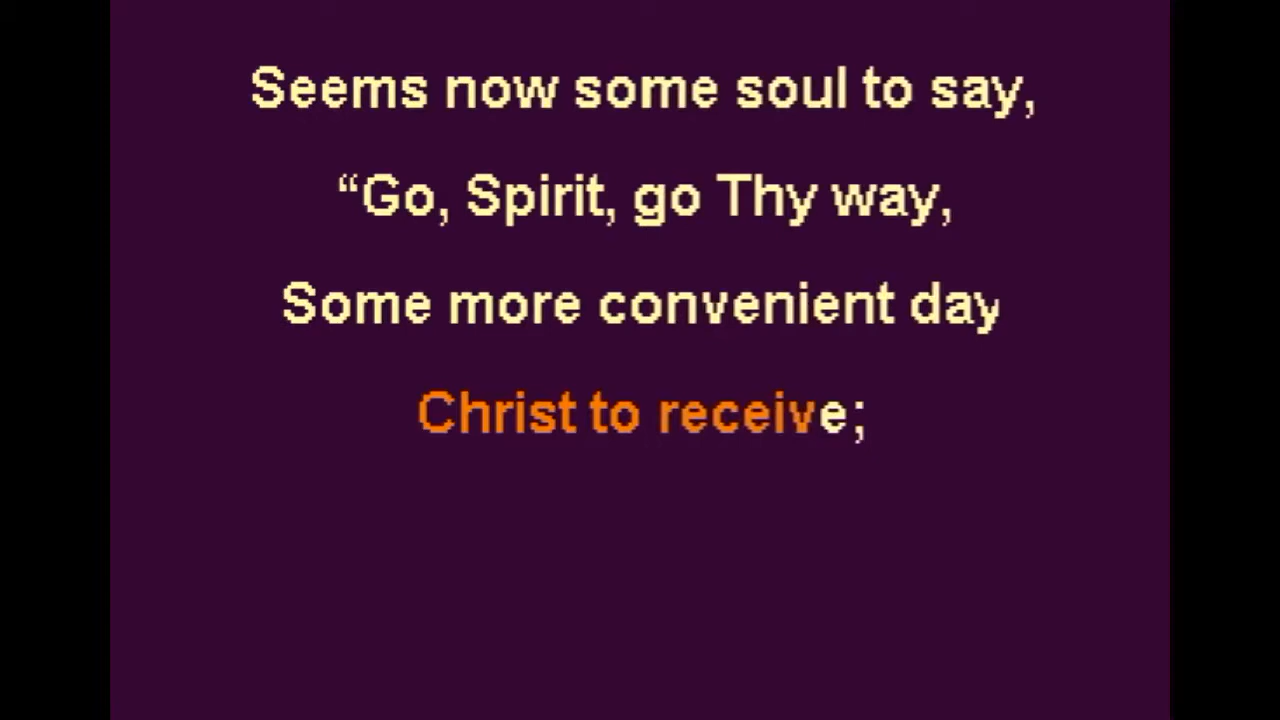 Seems now some soul to say,
“Go, Spirit, go Thy way,
Some more convenient day
Christ to receive;